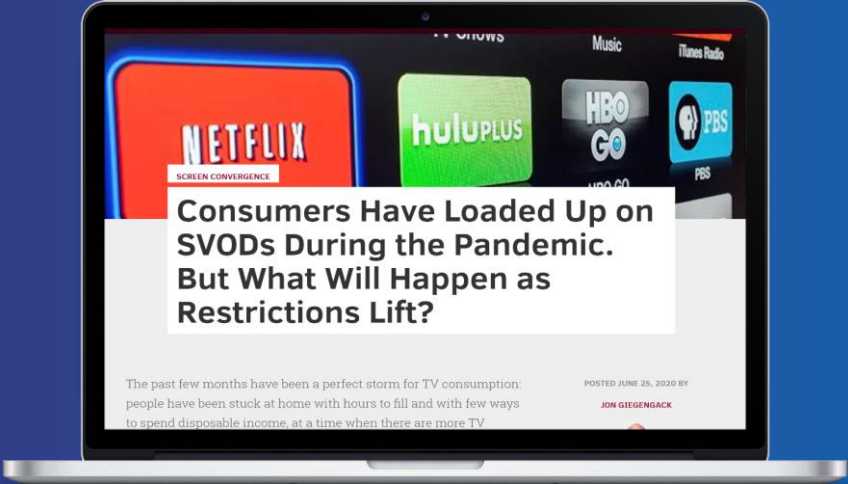 TV Shows
Music
iTunes Radio
NETFLIX
huluPLUS
HBO
GO
PBS
HBO GO
PBS
SCREEN CONVERGENCE
Consumers Have Loaded Up on
SVODs During the Pandemic.
But What Will Happen as
Restrictions Lift?
The past few months have been a perfect storm for TV consumption:
people have been stuck at home with hours to fill and with few ways
to spend disposable income, at a time when there are more TV
POSTED JUNE 25, 2020 BY
JON GIEGENGACK